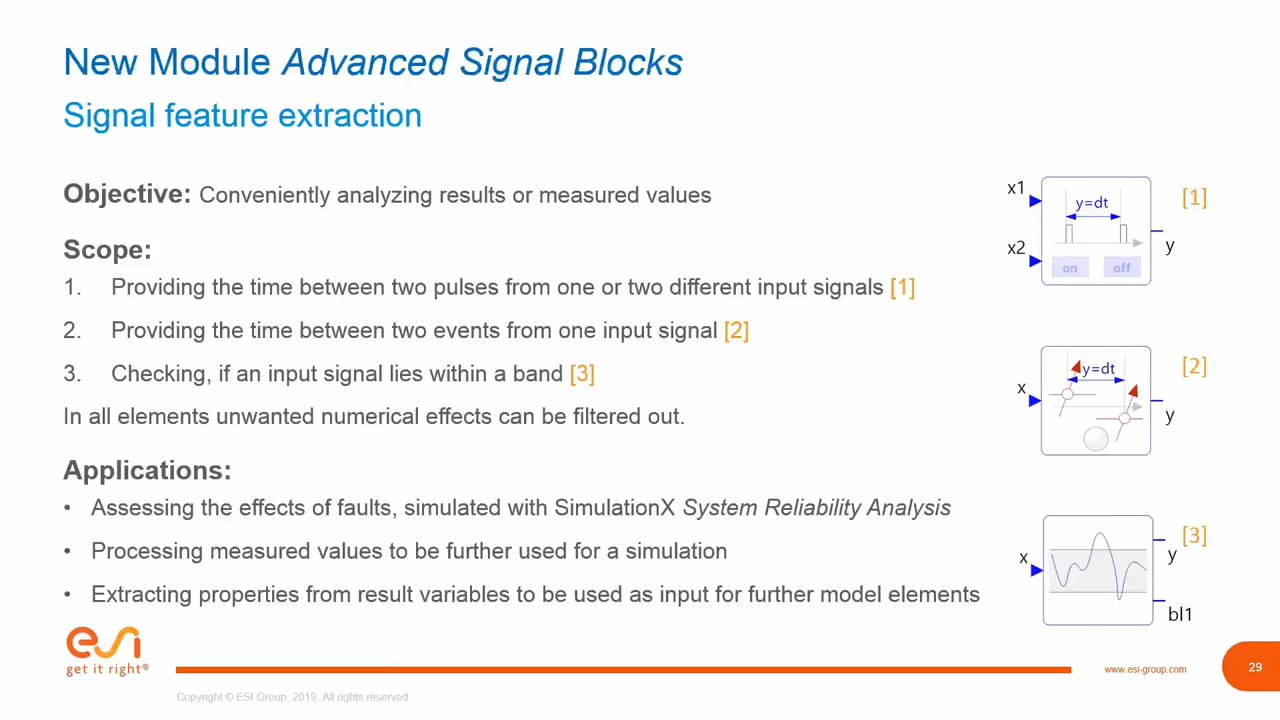 New Module Advanced Signal Blocks
Signal feature extraction
Objective: Conveniently analyzing results or measured values
Scope:
1. Providing the time between two pulses from one or two different input signals [1]
2. Providing the time between two events from one input signal [2]
3. Checking, if an input signal lies within a band [3]
In all elements unwanted numerical effects can be filtered out.
Applications:
• Assessing the effects of faults, simulated with SimulationX System Reliability Analysis
• Processing measured values to be further used for a simulation
• Extracting properties from result variables to be used as input for further model elements
x1
x2
y=dt
on off
y
[1]
x
y=dt
y
[2]
x
y
bl1
[3]
esi
get it right®
www.esi-group.com
29
Copyright © ESI Group, 2019. All rights reserved.